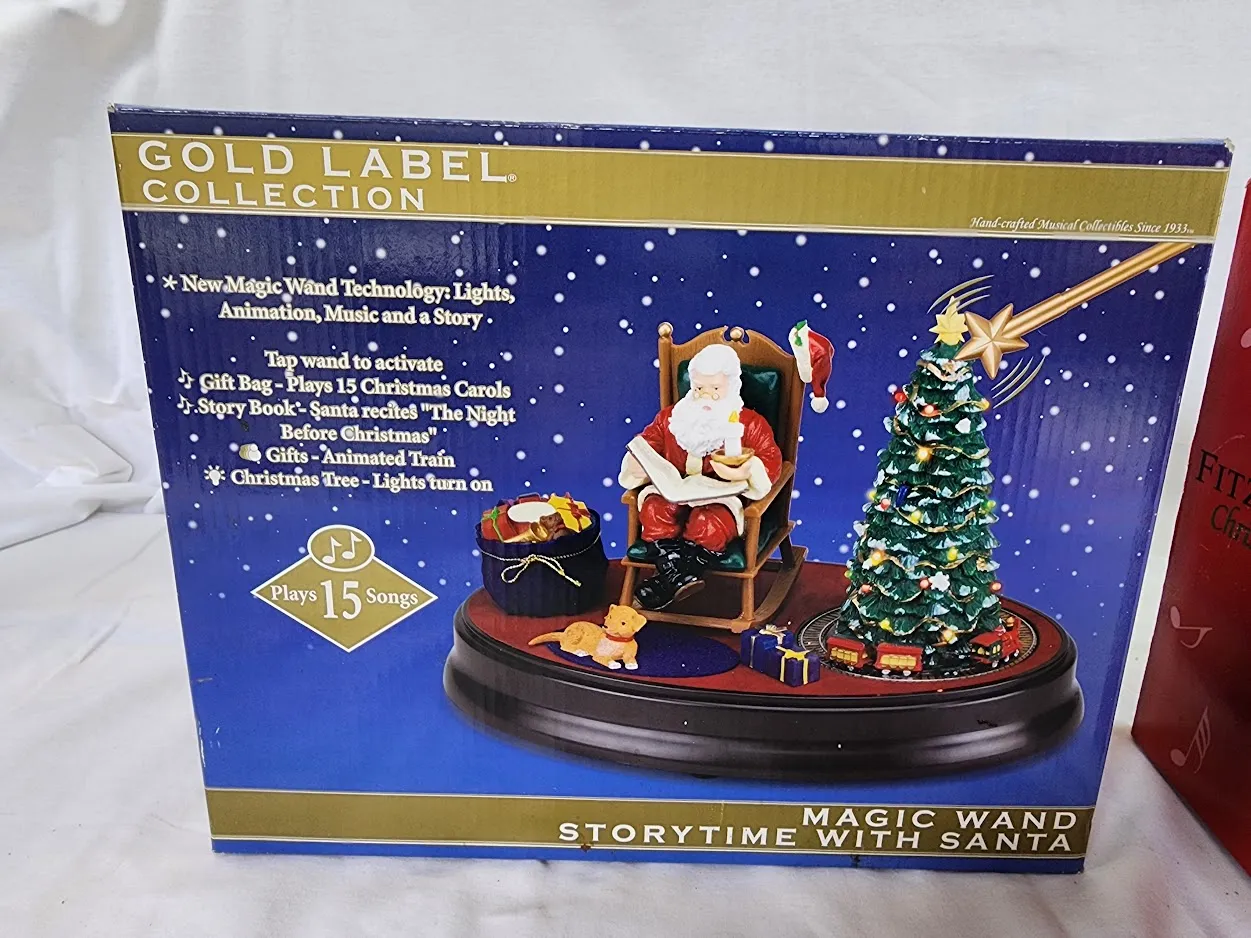 GOLD LABEL®
COLLECTION
Hand-crafted Musical Collectibles Since 1933™
* New Magic Wand Technology: Lights,
Animation, Music and a Story
Tap wand to activate
Gift Bag - Plays 15 Christmas Carols
Story Book - Santa recites "The Night
Before Christmas"
Gifts - Animated Train
Christmas Tree - Lights turn on
Plays 15 Songs
MAGIC WAND
STORYTIME WITH SANTA